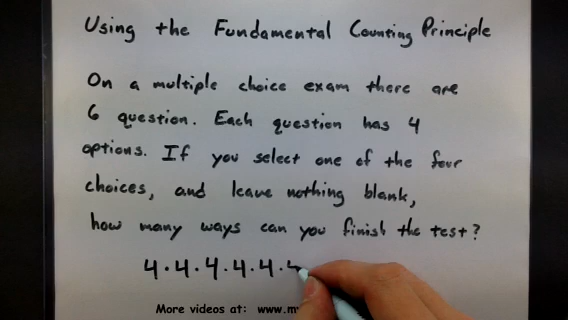 Using the Fundamental Counting Principle
On a multiple choice exam there are
6 question. Each question has 4
options. If you select one of the four
choices, and leave nothing blank,
how many ways can you finish the test?
4 · 4 · 4 · 4 · 4 ·
More videos at: